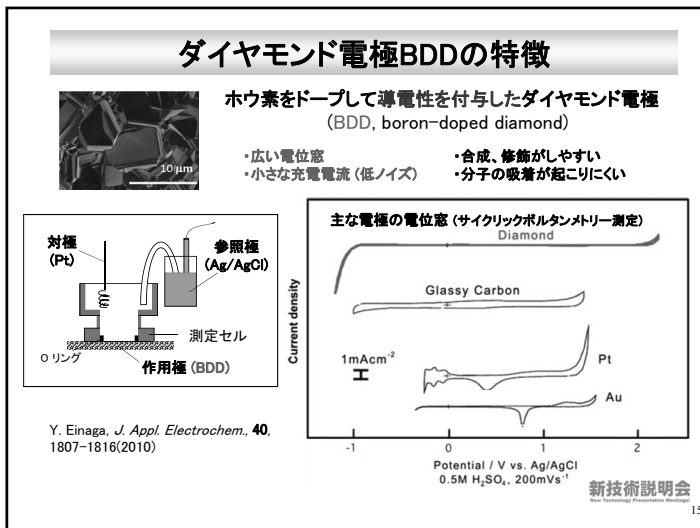 ダイヤモンド電極BDDの特徴
ホウ素をドープして導電性を付与したダイヤモンド電極
(BDD, boron-doped diamond)
10 μm
・広い電位窓
・小さな充電電流 (低ノイズ)
・合成、修飾がしやすい
・分子の吸着が起こりにくい
対極
(Pt)
参照極
(Ag/AgCl)
測定セル
O リング
作用極 (BDD)
Y. Einaga, J. Appl. Electrochem., 40,
1807-1816(2010)
主な電極の電位窓 (サイクリックボルタンメトリー測定)
Diamond
Glassy Carbon
Current density
1mAcm-2
Pt
Au
-1 0 1 2
Potential / V vs. Ag/AgCl
0.5M H2SO4, 200mVs-1
新技術説明会
New Technology Presentation Meetings!